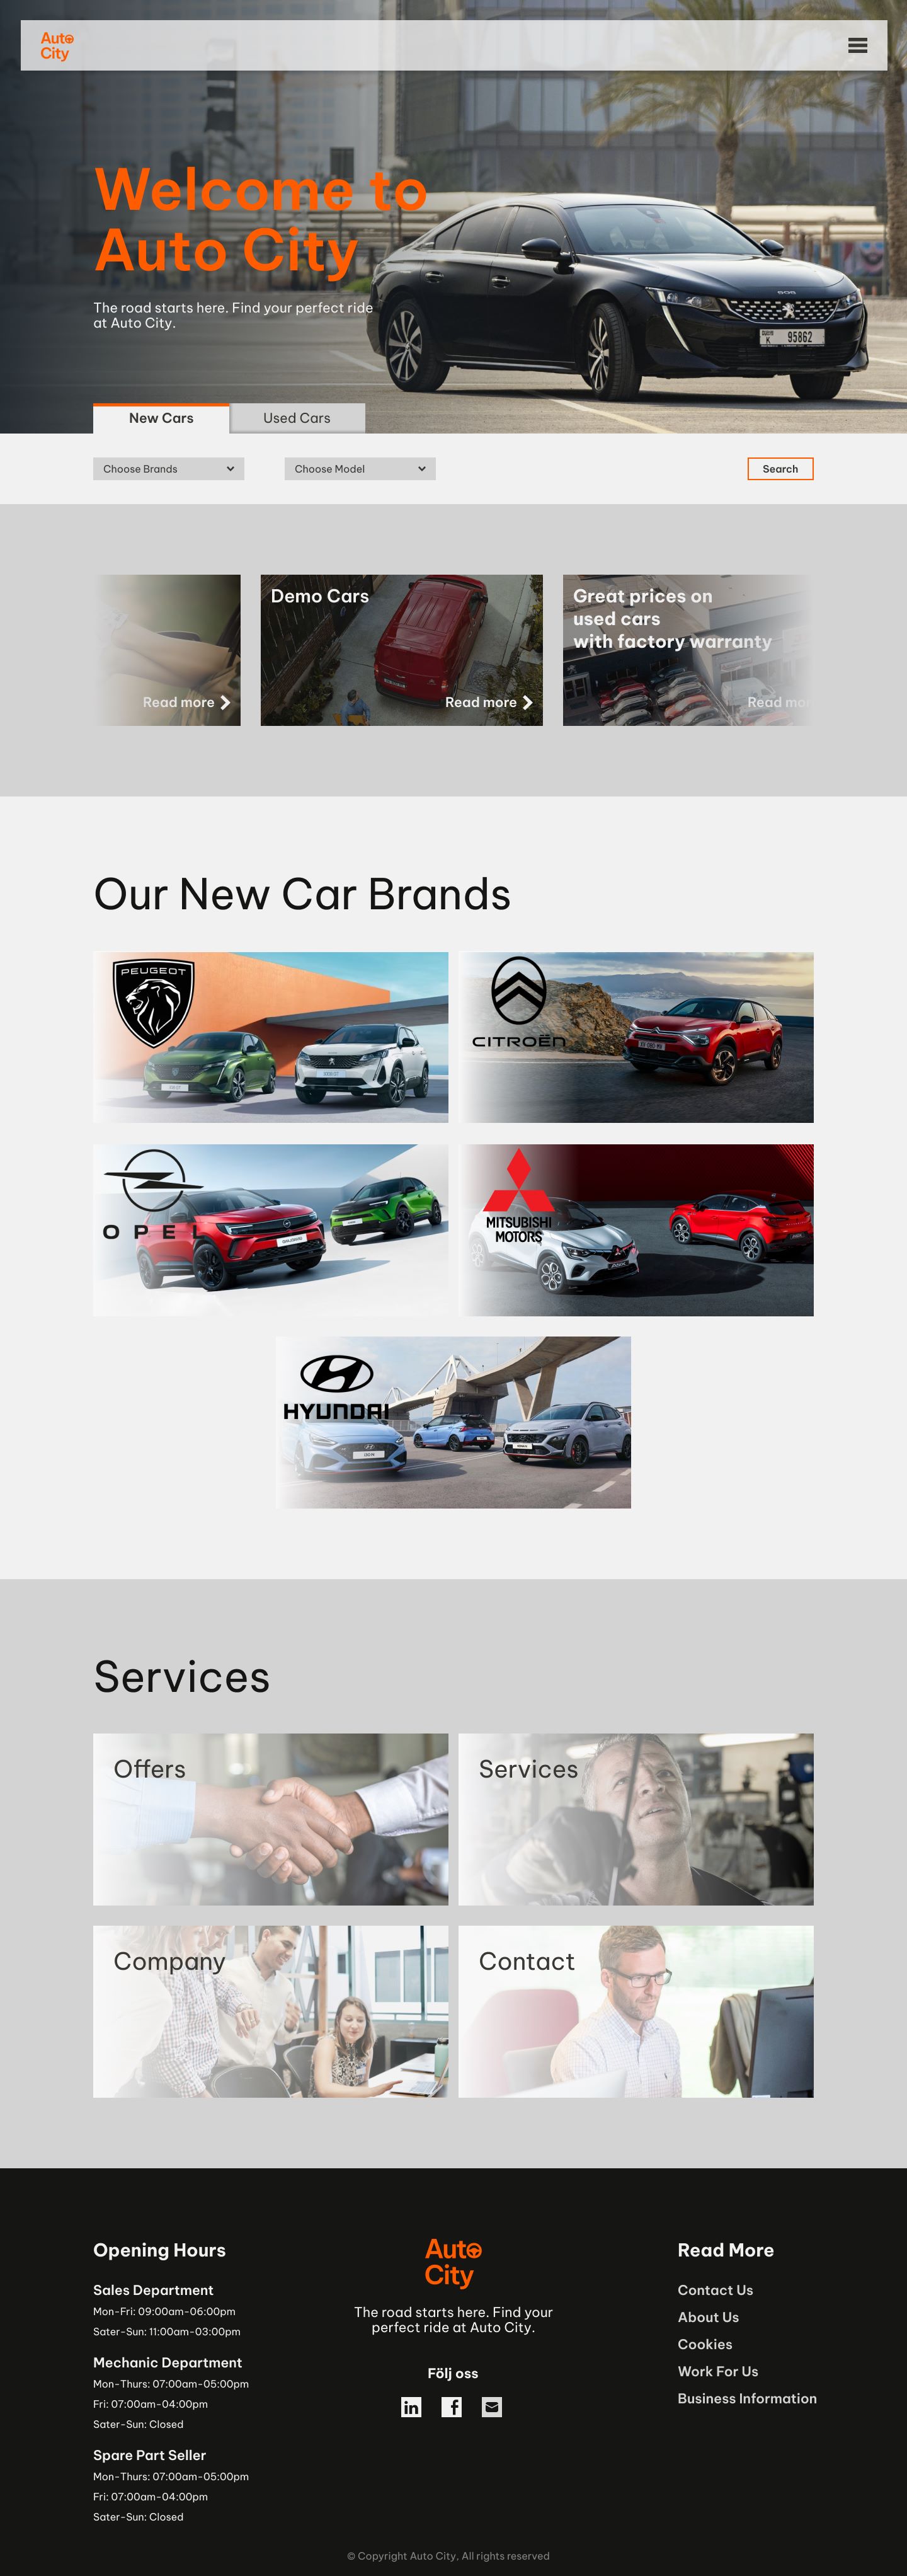 Auto
City
Welcome to
Auto City
The road starts here. Find your perfect ride
at Auto City.
95862
New Cars
Used Cars
Choose Brands
Choose Model
Search
Read more
Demo Cars
Read more
Great prices on
used cars
with factory warranty
Read mor
Our New Car Brands
PEUGEOT
CITROËN
OPEL
MITSUBISHI
MOTORS
HYUNDAI
Services
Offers
Services
Company
Contact
Opening Hours
Sales Department
Mon-Fri: 09:00am-06:00pm
Sater-Sun: 11:00am-03:00pm
Mechanic Department
Mon-Thurs: 07:00am-05:00pm
Fri: 07:00am-04:00pm
Sater-Sun: Closed
Spare Part Seller
Mon-Thurs: 07:00am-05:00pm
Fri: 07:00am-04:00pm
Sater-Sun: Closed
Auto
City
The road starts here. Find your
perfect ride at Auto City.
Följ oss
in
f
Read More
Contact Us
About Us
Cookies
Work For Us
Business Information
© Copyright Auto City, All rights reserved